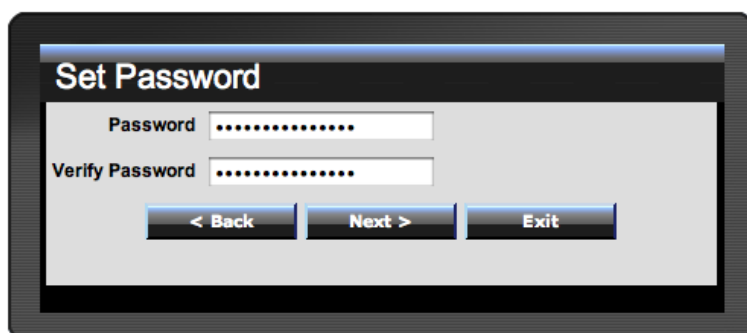 Set Password
Password •••••••••••••••
Verify Password •••••••••••••••
< Back Next > Exit